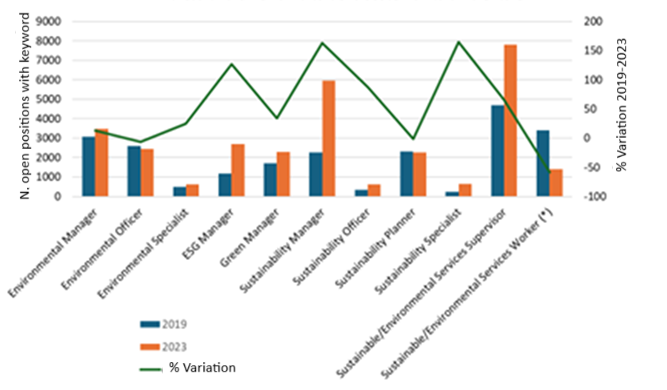 N. open positions with keyword
9000
8000
7000
6000
5000
4000
3000
2000
1000
0
200
150
100
50
0
-50
-100
% Variation 2019-2023
Environmental Manager
Environmental Officer
Environmental Specialist
ESG Manager
Green Manager
Sustainability Manager
Sustainability Officer
Sustainability Planner
Sustainability Specialist
Sustainable/Environmental Services Supervisor
Sustainable/Environmental Services Worker (*)
2019
2023
% Variation